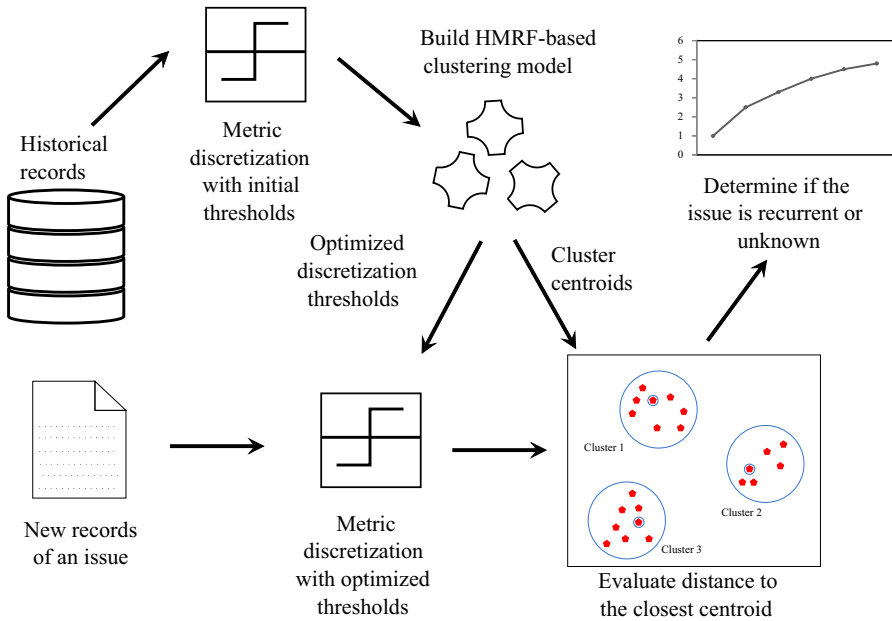 Historical
records
Metric
discretization
with initial
thresholds
Build HMRF-based
clustering model
6
5
4
3
2
1
0
Determine if the
issue is recurrent or
unknown
Optimized
discretization
thresholds
Cluster
centroids
New records
of an issue
Metric
discretization
with optimized
thresholds
Cluster 1
Cluster 2
Cluster 3
Evaluate distance to
the closest centroid